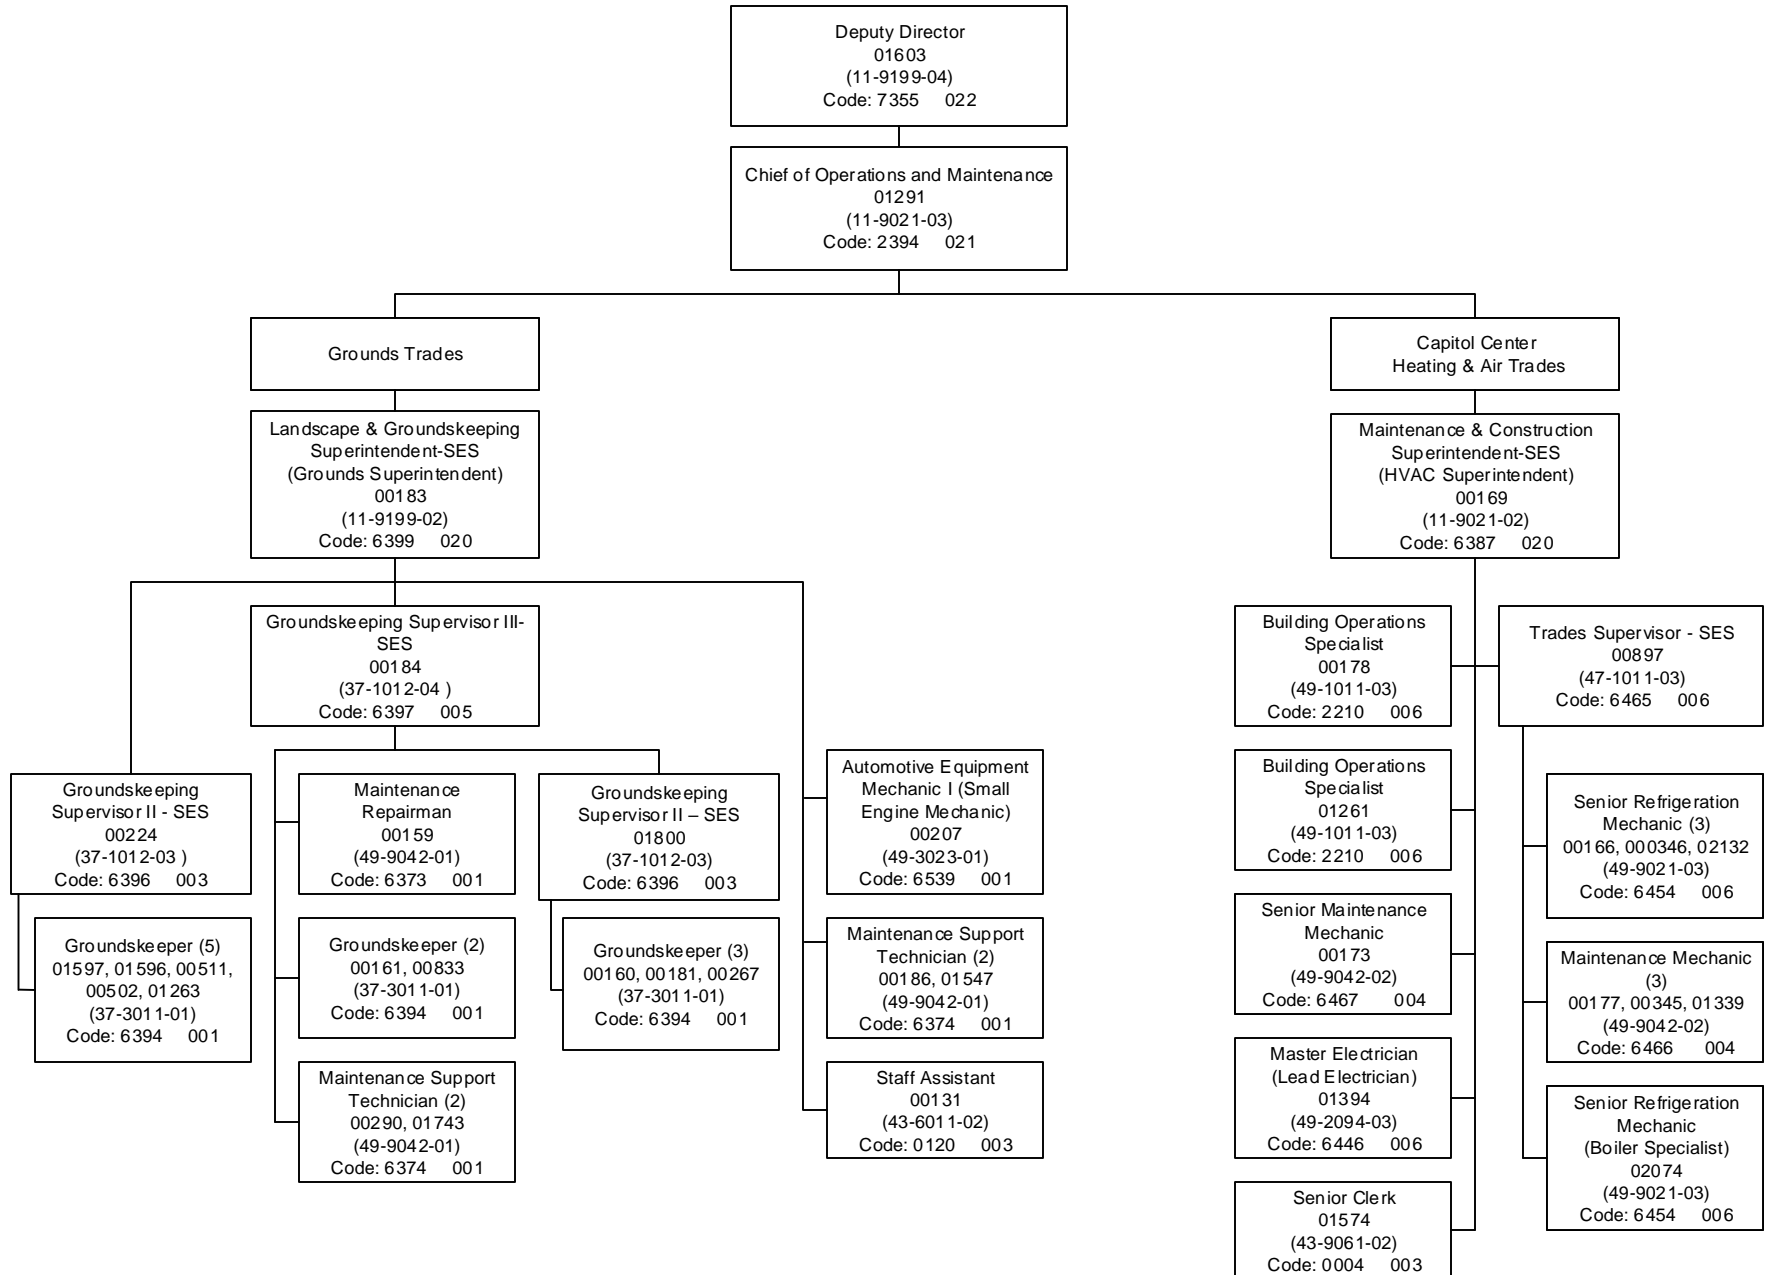 Deputy Director
01603
(11-9199-04)
Code: 7355 022
Chief of Operations and Maintenance
01291
(11-9021-03)
Code: 2394 021
Grounds Trades
Capitol Center
Heating & Air Trades
Landscape & Groundskeeping
Superintendent-SES
(Grounds Superintendent)
00183
(11-9199-02)
Code: 6399 020
Maintenance & Construction
Superintendent-SES
(HVAC Superintendent)
00169
(11-9021-02)
Code: 6387 020
Groundskeeping Supervisor III-
SES
00184
(37-1012-04 )
Code: 6397 005
Building Operations
Specialist
00178
(49-1011-03)
Code: 2210 006
Trades Supervisor - SES
00897
(47-1011-03)
Code: 6465 006
Groundskeeping
Supervisor II - SES
00224
(37-1012-03 )
Code: 6396 003
Maintenance
Repairman
00159
(49-9042-01)
Code: 6373 001
Groundskeeping
Supervisor II – SES
01800
(37-1012-03)
Code: 6396 003
Automotive Equipment
Mechanic I (Small
Engine Mechanic)
00207
(49-3023-01)
Code: 6539 001
Building Operations
Specialist
01261
(49-1011-03)
Code: 2210 006
Senior Refrigeration
Mechanic (3)
00166, 000346, 02132
(49-9021-03)
Code: 6454 006
Groundskeeper (5)
01597, 01596, 00511,
00502, 01263
(37-3011-01)
Code: 6394 001
Groundskeeper (2)
00161, 00833
(37-3011-01)
Code: 6394 001
Groundskeeper (3)
00160, 00181, 00267
(37-3011-01)
Code: 6394 001
Maintenance Support
Technician (2)
00186, 01547
(49-9042-01)
Code: 6374 001
Senior Maintenance
Mechanic
00173
(49-9042-02)
Code: 6467 004
Maintenance Mechanic
(3)
00177, 00345, 01339
(49-9042-02)
Code: 6466 004
Maintenance Support
Technician (2)
00290, 01743
(49-9042-01)
Code: 6374 001
Staff Assistant
00131
(43-6011-02)
Code: 0120 003
Master Electrician
(Lead Electrician)
01394
(49-2094-03)
Code: 6446 006
Senior Refrigeration
Mechanic
(Boiler Specialist)
02074
(49-9021-03)
Code: 6454 006
Senior Clerk
01574
(43-9061-02)
Code: 0004 003